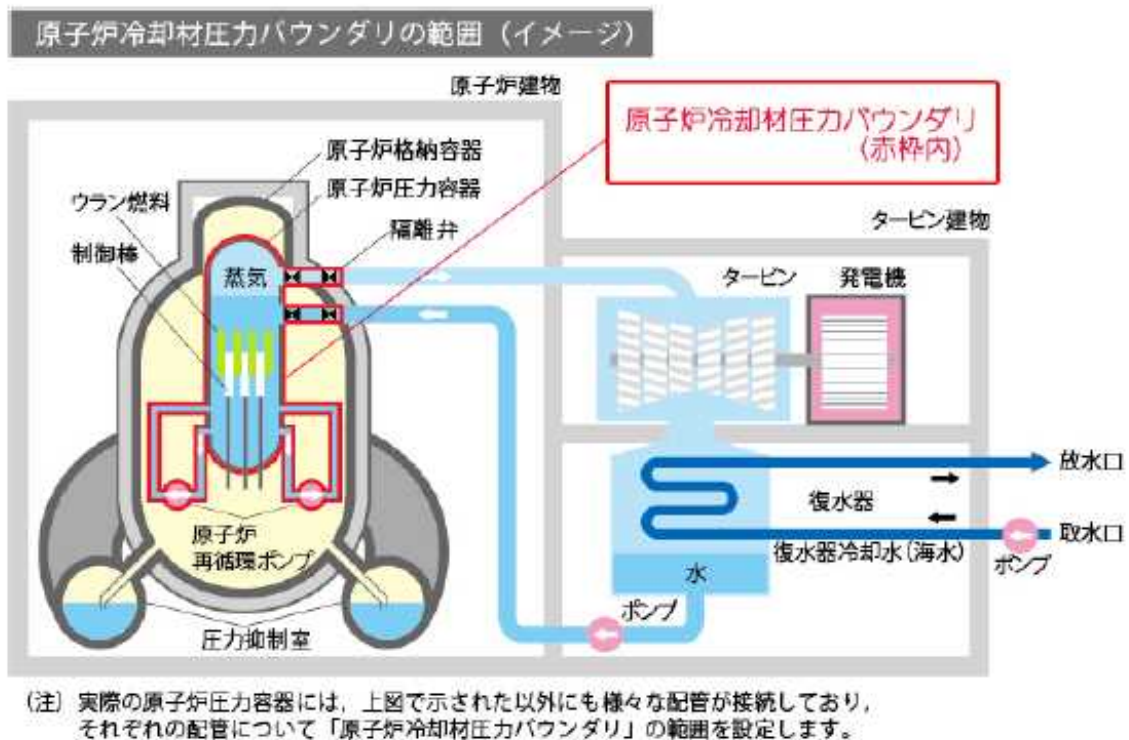 原子炉冷却材圧力バウンダリの範囲（イメージ）
原子炉建物
原子炉冷却材圧力バウンダリ
（赤枠内）
原子炉格納容器
原子炉圧力容器
ウラン燃料
隔離弁
タービン建物
制御棒
蒸気
タービン
発電機
放水口
復水器
原子炉
再循環ポンプ
取水口
復水器冷却水（海水）
ポンプ
水
ポンプ
圧力抑制室
（注）実際の原子炉圧力容器には，上図で示された以外にも様々な配管が接続しており，
それぞれの配管について「原子炉冷却材圧力バウンダリ」の範囲を設定します。